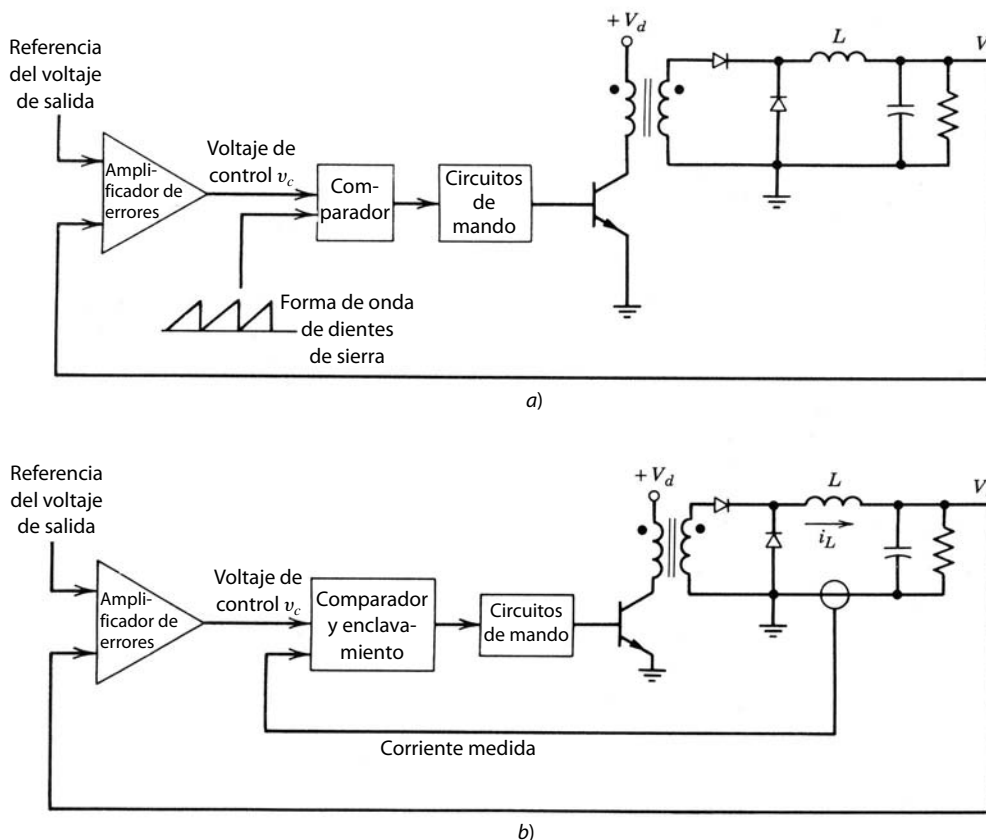 Referencia
del voltaje
de salida
Ampli-
ficador de
errores
Voltaje de
control v_c
Com-
parador
Circuitos
de
mando
Forma de onda
de dientes
de sierra
+ V_d
L
V
a)
Referencia
del voltaje
de salida
Ampli-
ficador de
errores
Voltaje de
control v_c
Comparador
y enclava-
miento
Circuitos
de mando
Corriente medida
+ V_d
L
i_L
V
b)